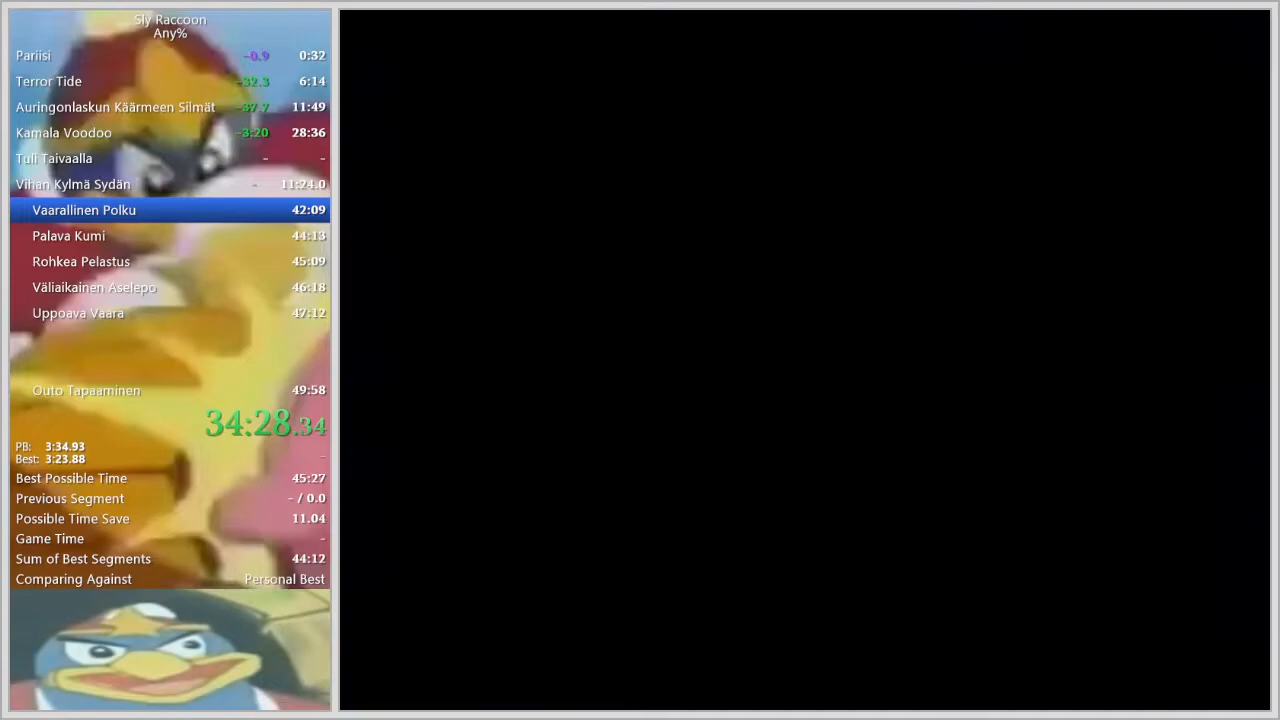 Sly Raccoon
Any%
Pariisi -0.9 0:32
Terror Tide -32.3 6:14
Auringonlaskun Käärmeen Silmät -37.7 11:49
Kamala Voodoo -3:20 28:36
Tuli Taivaalla - -
Vihan Kylmä Sydän - 11:24.0
Vaarallinen Polku 42:09
Palava Kumi 44:13
Rohkea Pelastus 45:09
Väliaikainen Aselepo 46:18
Uppoava Vaara 47:12
Outo Tapaaminen 49:58
34:28.34
PB: 3:34.93
Best: 3:23.88 -
Best Possible Time 45:27
Previous Segment - / 0.0
Possible Time Save 11.04
Game Time -
Sum of Best Segments 44:12
Comparing Against Personal Best